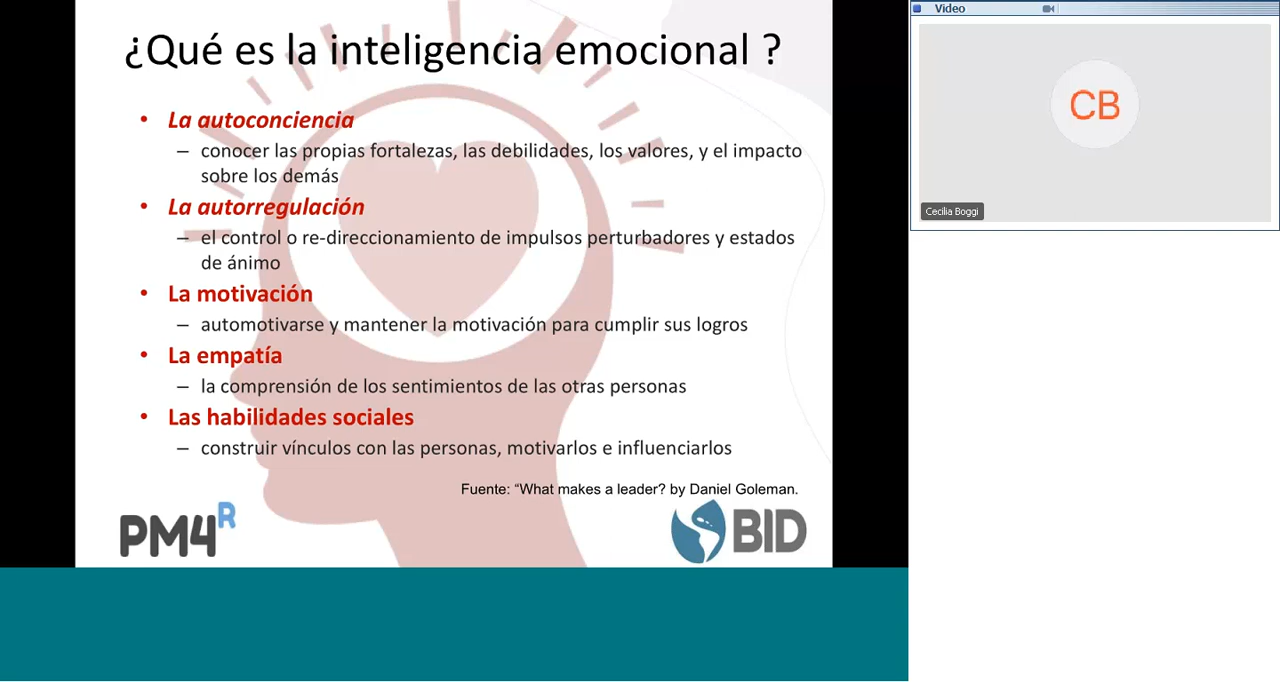 ¿Qué es la inteligencia emocional ?
• La autoconciencia
– conocer las propias fortalezas, las debilidades, los valores, y el impacto
sobre los demás
• La autorregulación
– el control o re-direccionamiento de impulsos perturbadores y estados
de ánimo
• La motivación
– automotivarse y mantener la motivación para cumplir sus logros
• La empatía
– la comprensión de los sentimientos de las otras personas
• Las habilidades sociales
– construir vínculos con las personas, motivarlos e influenciarlos
Fuente: “What makes a leader? by Daniel Goleman.
PM4R
BID
Video
CB
Cecilia Boggi